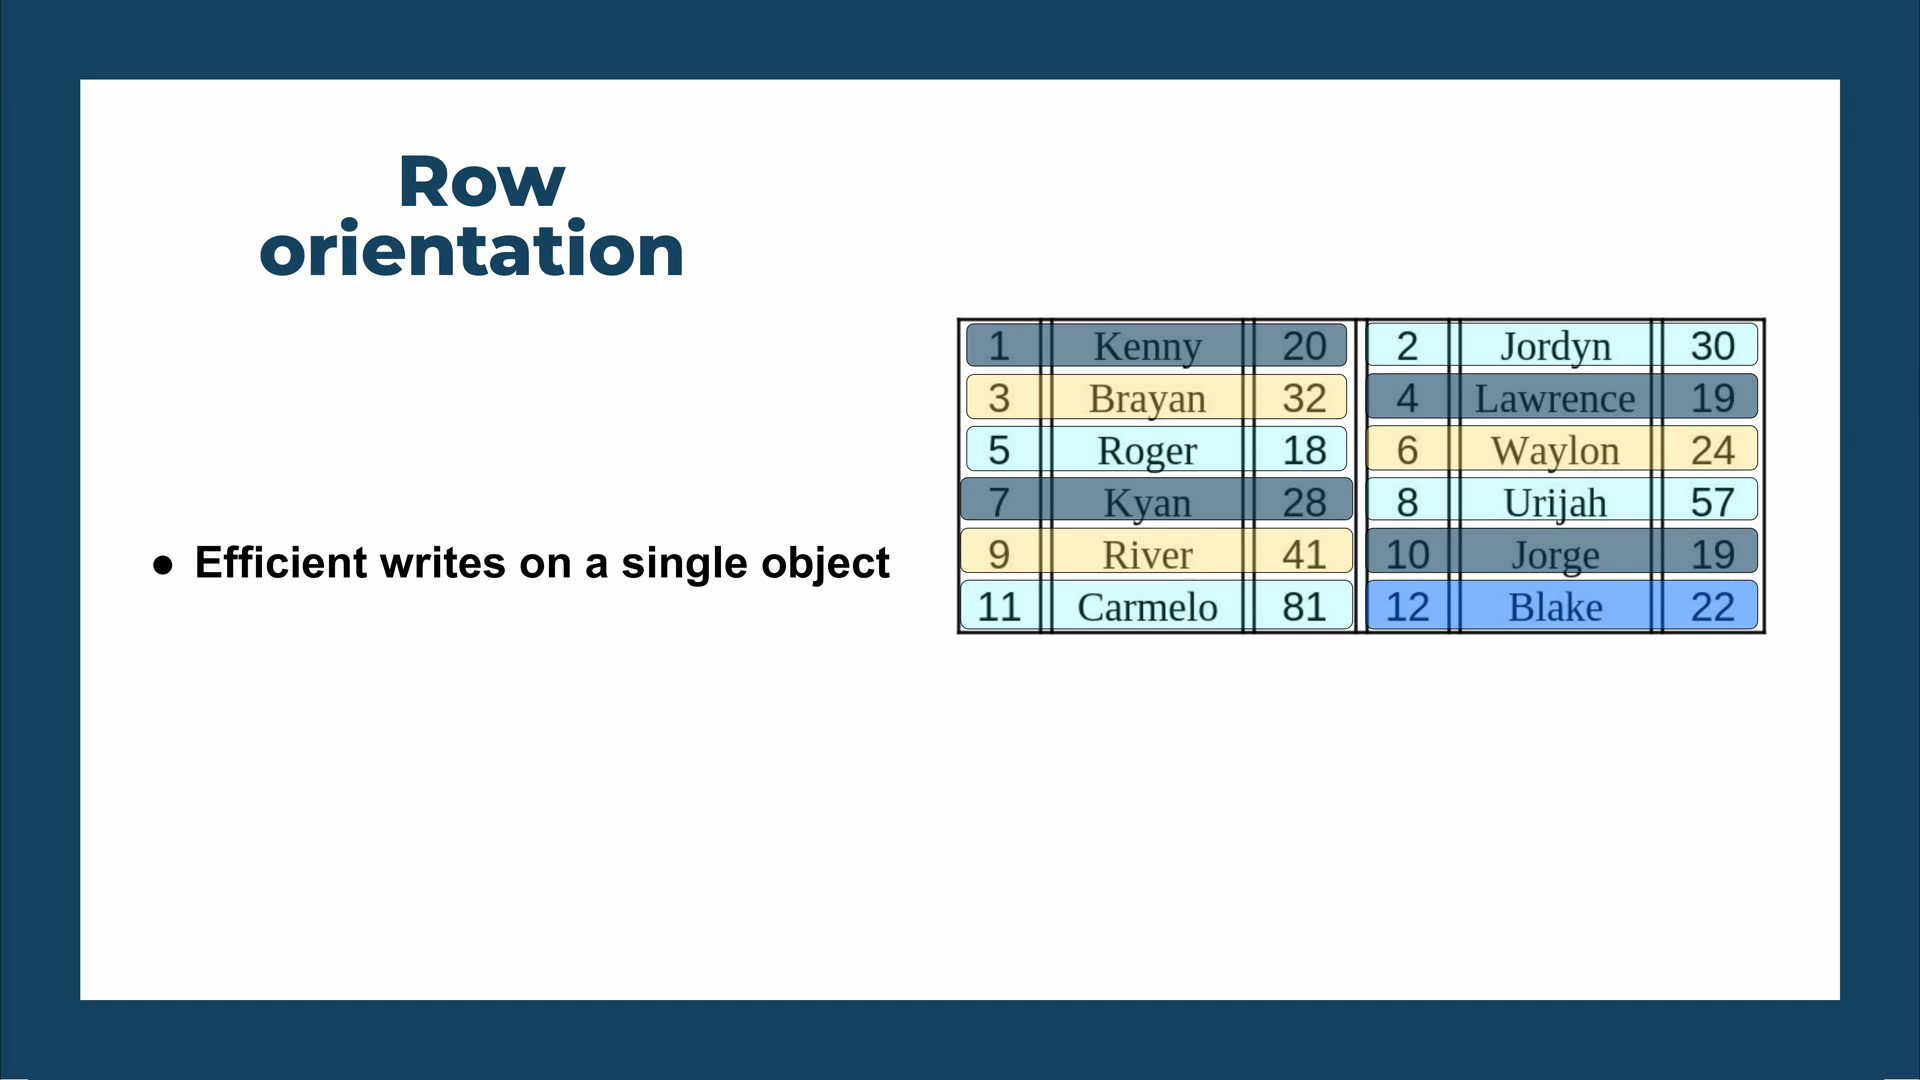 Row
orientation
● Efficient writes on a single object
1 Kenny 20 2 Jordyn 30
3 Brayan 32 4 Lawrence 19
5 Roger 18 6 Waylon 24
7 Kyan 28 8 Urijah 57
9 River 41 10 Jorge 19
11 Carmelo 81 12 Blake 22